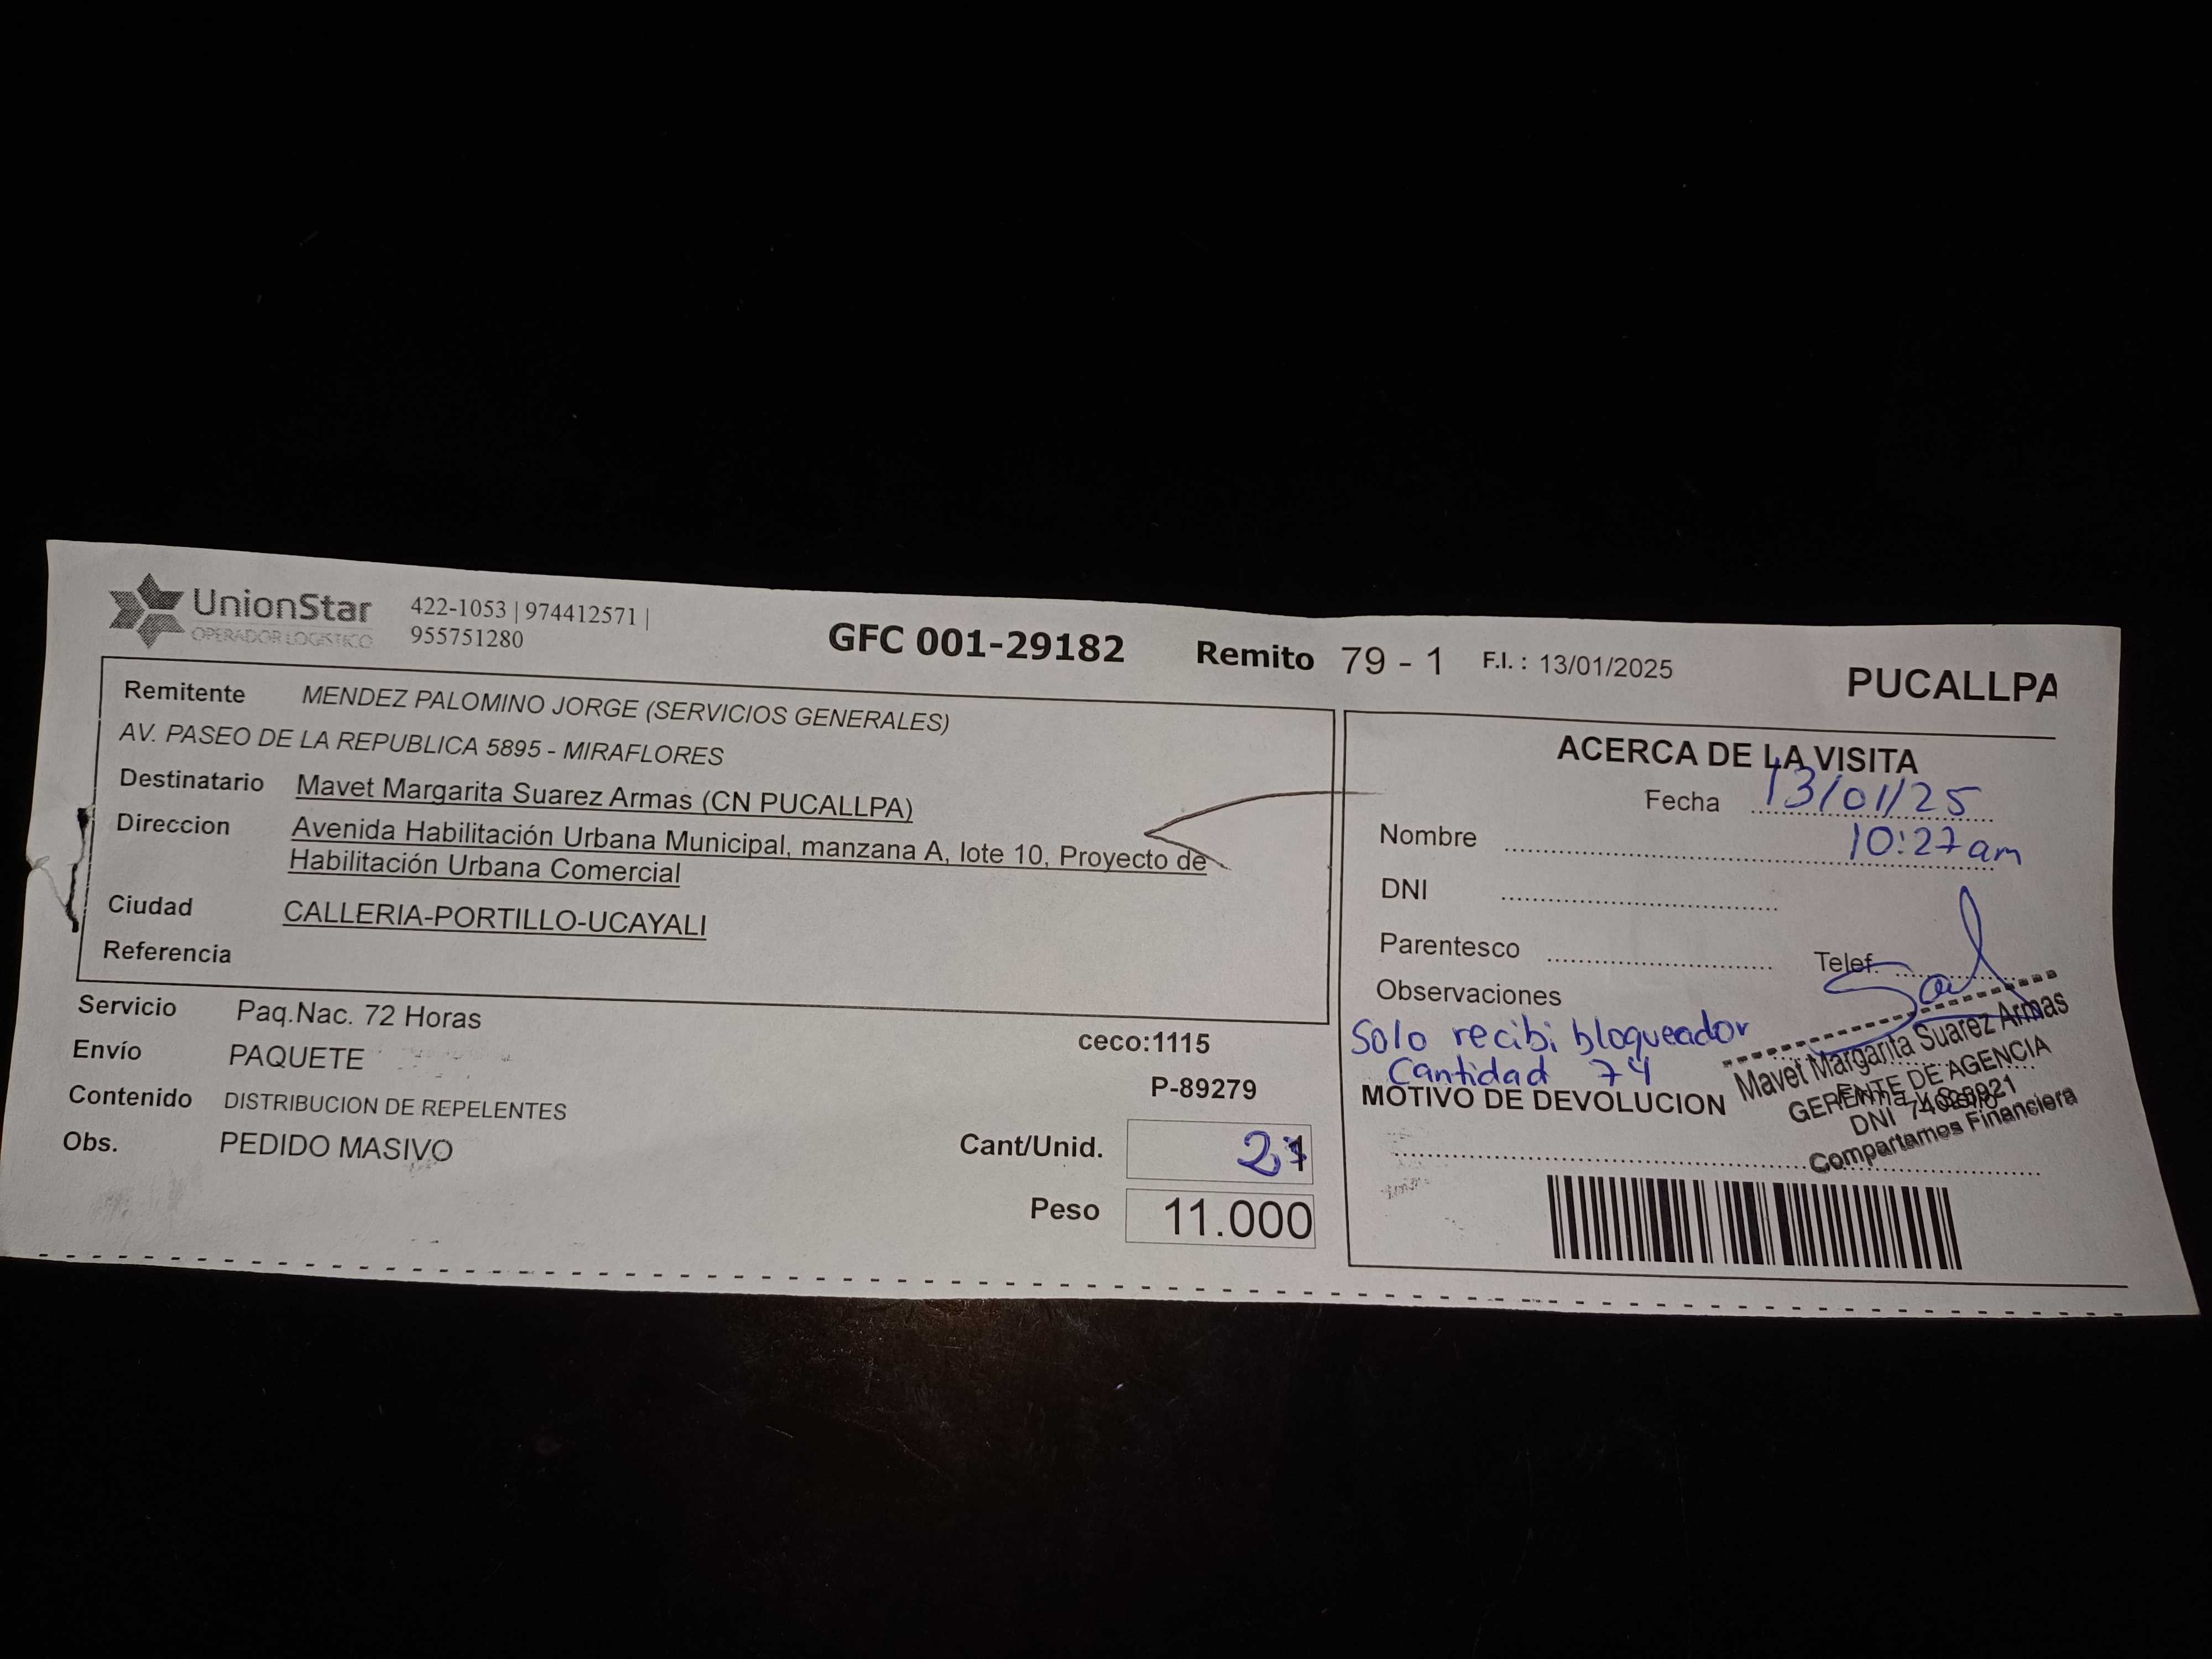 UnionStar
OPERADOR LOGISTICO
422-1053 | 974412571 |
955751280
GFC 001-29182
Remito 79 - 1
F.I. : 13/01/2025
PUCALLPA
Remitente MENDEZ PALOMINO JORGE (SERVICIOS GENERALES)
AV. PASEO DE LA REPUBLICA 5895 - MIRAFLORES
Destinatario Mavet Margarita Suarez Armas (CN PUCALLPA)
Direccion Avenida Habilitación Urbana Municipal, manzana A, lote 10, Proyecto de
Habilitación Urbana Comercial
Ciudad CALLERIA-PORTILLO-UCAYALI
Referencia
Servicio Paq.Nac. 72 Horas
Envío PAQUETE
Contenido DISTRIBUCION DE REPELENTES
Obs. PEDIDO MASIVO
ceco:1115
P-89279
Cant/Unid.
Peso 11.000
ACERCA DE LA VISITA
Fecha 13/01/25
Nombre 10:27am
DNI
Parentesco
Telef.
Observaciones
Solo recibi bloqueador
Cantidad 74
MOTIVO DE DEVOLUCION
Mavet Margarita Suarez Armas
GERENTE DE AGENCIA
DNI
Compartamos Financiera